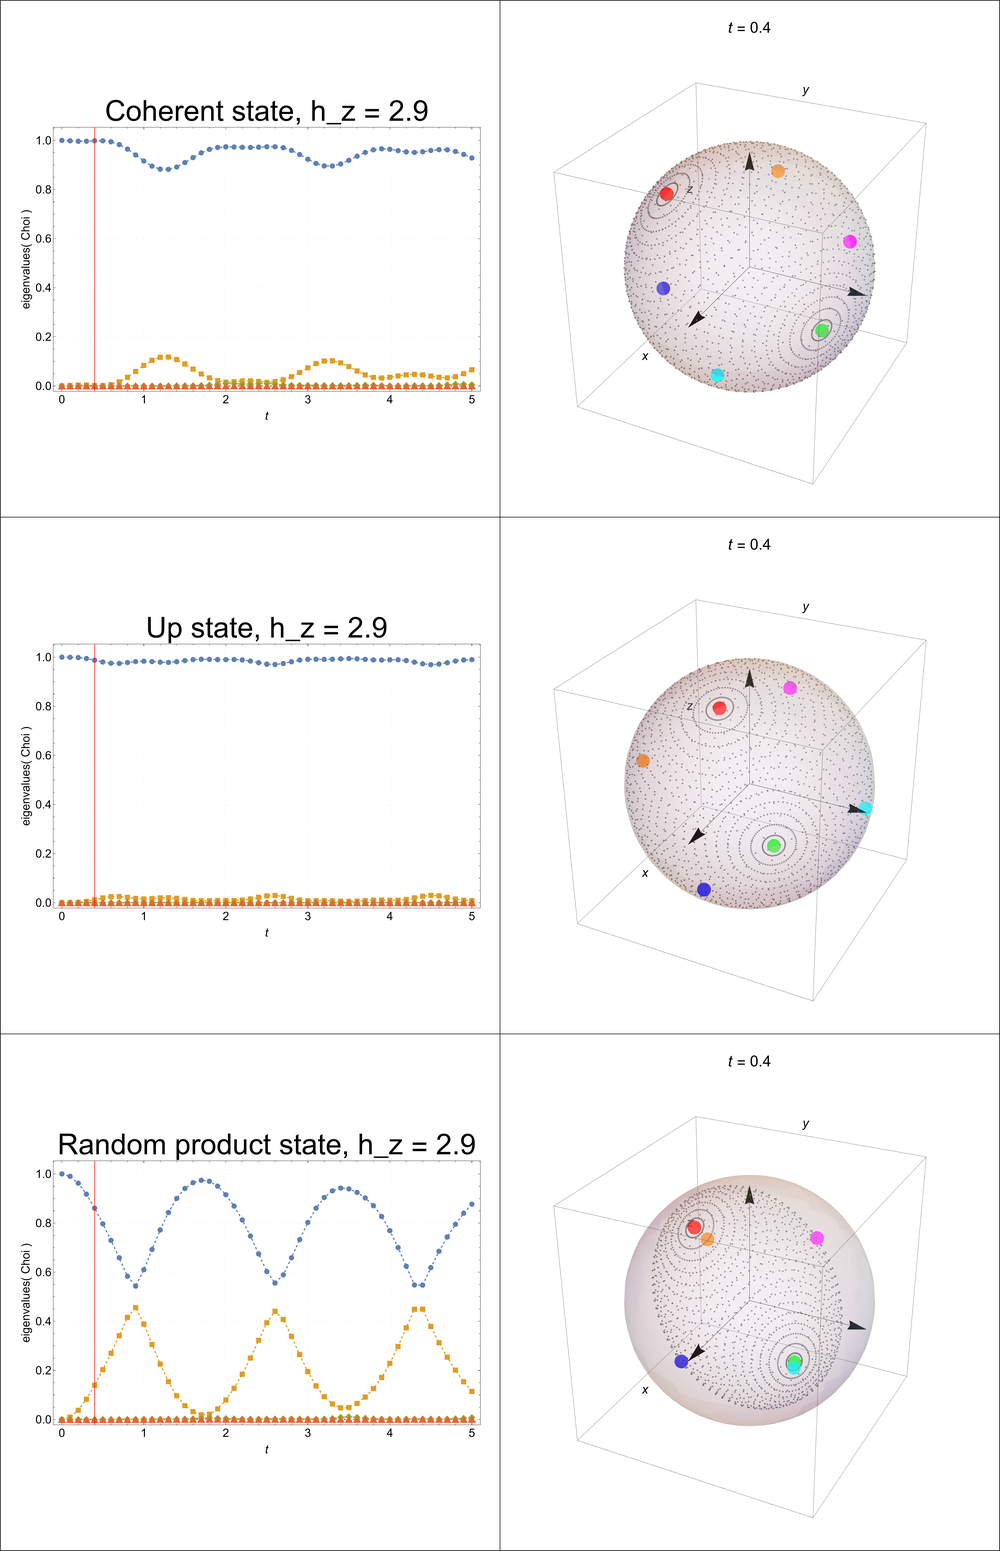 t = 0.4
y
Coherent state, h_z = 2.9
1.0
0.8
0.6
0.4
0.2
0.0
eigenvalues( Choi )
0 1 2 3 4 5
t
z
x
t = 0.4
y
Up state, h_z = 2.9
1.0
0.8
0.6
0.4
0.2
0.0
eigenvalues( Choi )
0 1 2 3 4 5
t
z
x
t = 0.4
y
Random product state, h_z = 2.9
1.0
0.8
0.6
0.4
0.2
0.0
eigenvalues( Choi )
0 1 2 3 4 5
t
x